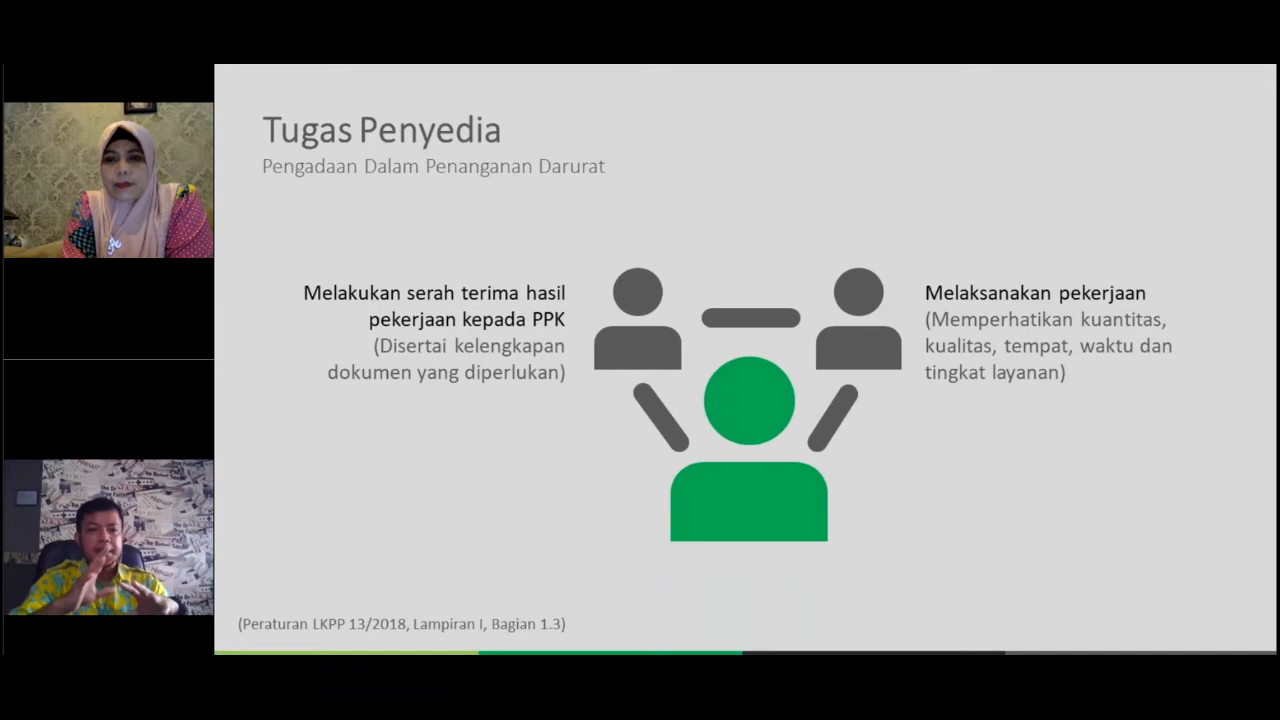 Tugas Penyedia
Pengadaan Dalam Penanganan Darurat
Melakukan serah terima hasil
pekerjaan kepada PPK
(Disertai kelengkapan
dokumen yang diperlukan)
Melaksanakan pekerjaan
(Memperhatikan kuantitas,
kualitas, tempat, waktu dan
tingkat layanan)
(Peraturan LKPP 13/2018, Lampiran I, Bagian 1.3)